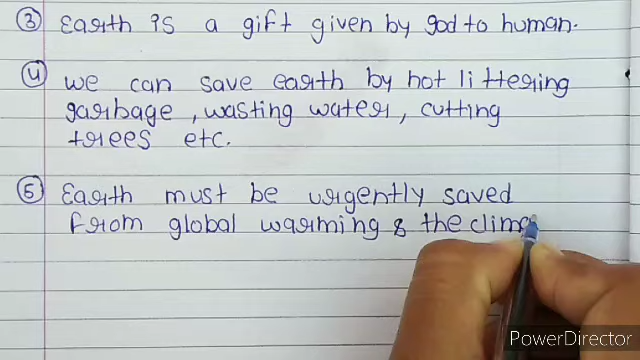 ③ Earth is a gift given by god to human.
④ we can save earth by not littering
garbage , wasting water , cutting
trees etc.
⑤ Earth must be urgently saved
from global warming & the clima
PowerDirector